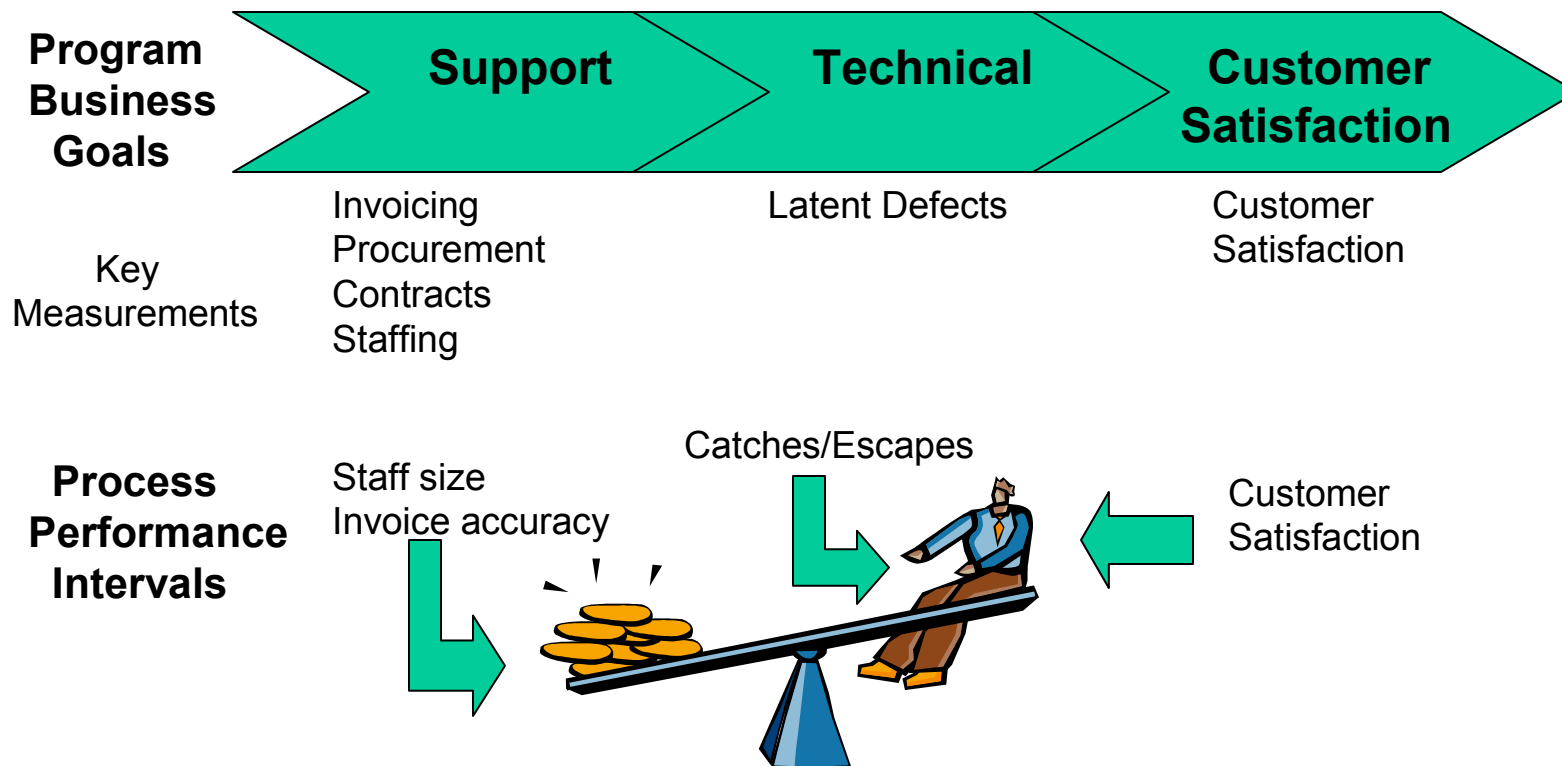 Program
Business
Goals
Support
Technical
Customer
Satisfaction
Key
Measurements
Invoicing
Procurement
Contracts
Staffing
Latent Defects
Customer
Satisfaction
Process
Performance
Intervals
Staff size
Invoice accuracy
Catches/Escapes
Customer
Satisfaction